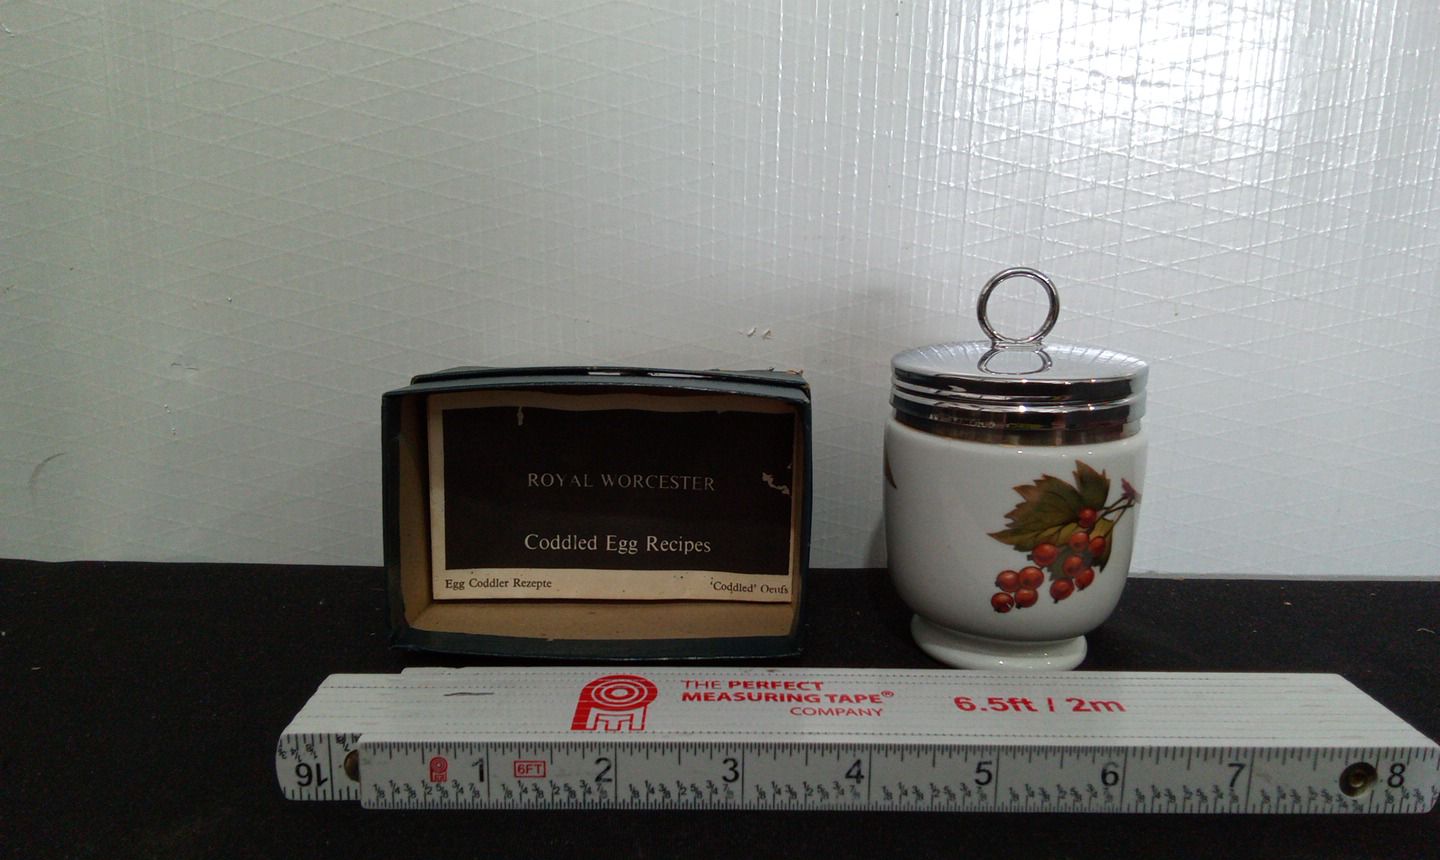 ROYAL WORCESTER
Coddled Egg Recipes
Egg Coddler Rezepte
'Coddled' Oeufs
THE PERFECT
MEASURING TAPE®
COMPANY
6.5ft / 2m
16
1
6FT
2
3
4
5
6
7
8